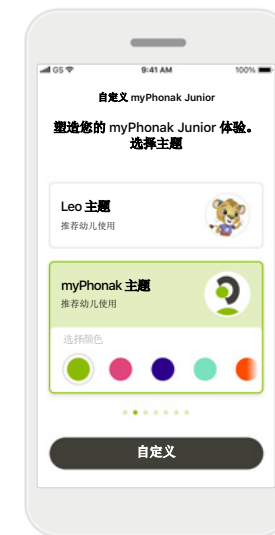 G5 9:41 AM 100%
自定义 myPhonak Junior
塑造您的 myPhonak Junior 体验。
选择主题
Leo 主题
推荐幼儿使用
myPhonak 主题
推荐幼儿使用
选择颜色
自定义